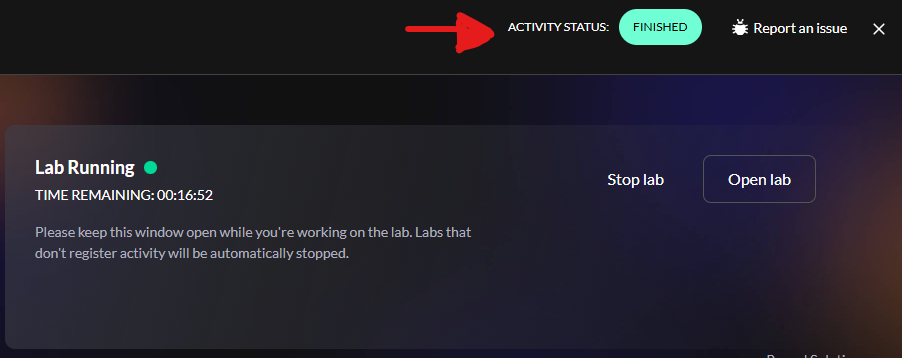 ACTIVITY STATUS: FINISHED Report an issue
Lab Running
TIME REMAINING: 00:16:52
Stop lab Open lab
Please keep this window open while you're working on the lab. Labs that
don't register activity will be automatically stopped.